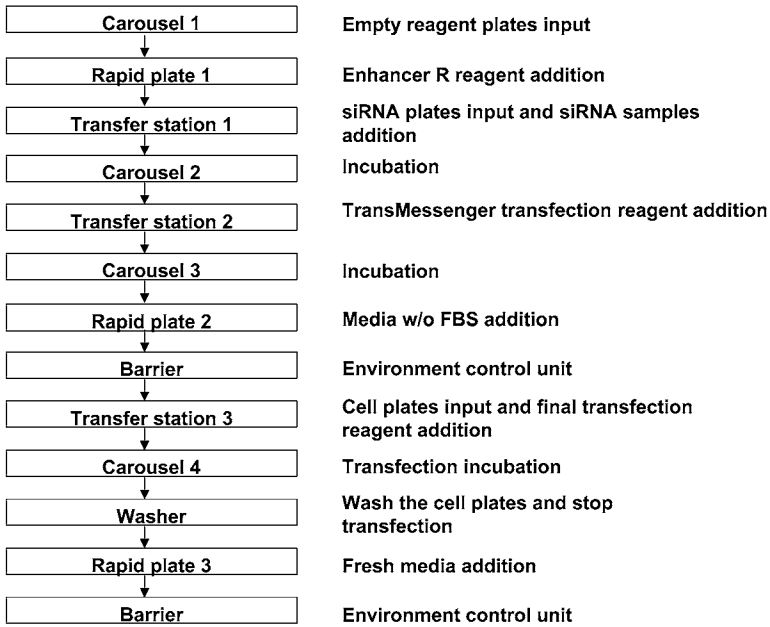 Carousel 1
Empty reagent plates input
Rapid plate 1
Enhancer R reagent addition
Transfer station 1
siRNA plates input and siRNA samples
addition
Carousel 2
Incubation
Transfer station 2
TransMessenger transfection reagent addition
Carousel 3
Incubation
Rapid plate 2
Media w/o FBS addition
Barrier
Environment control unit
Transfer station 3
Cell plates input and final transfection
reagent addition
Carousel 4
Transfection incubation
Washer
Wash the cell plates and stop
transfection
Rapid plate 3
Fresh media addition
Barrier
Environment control unit